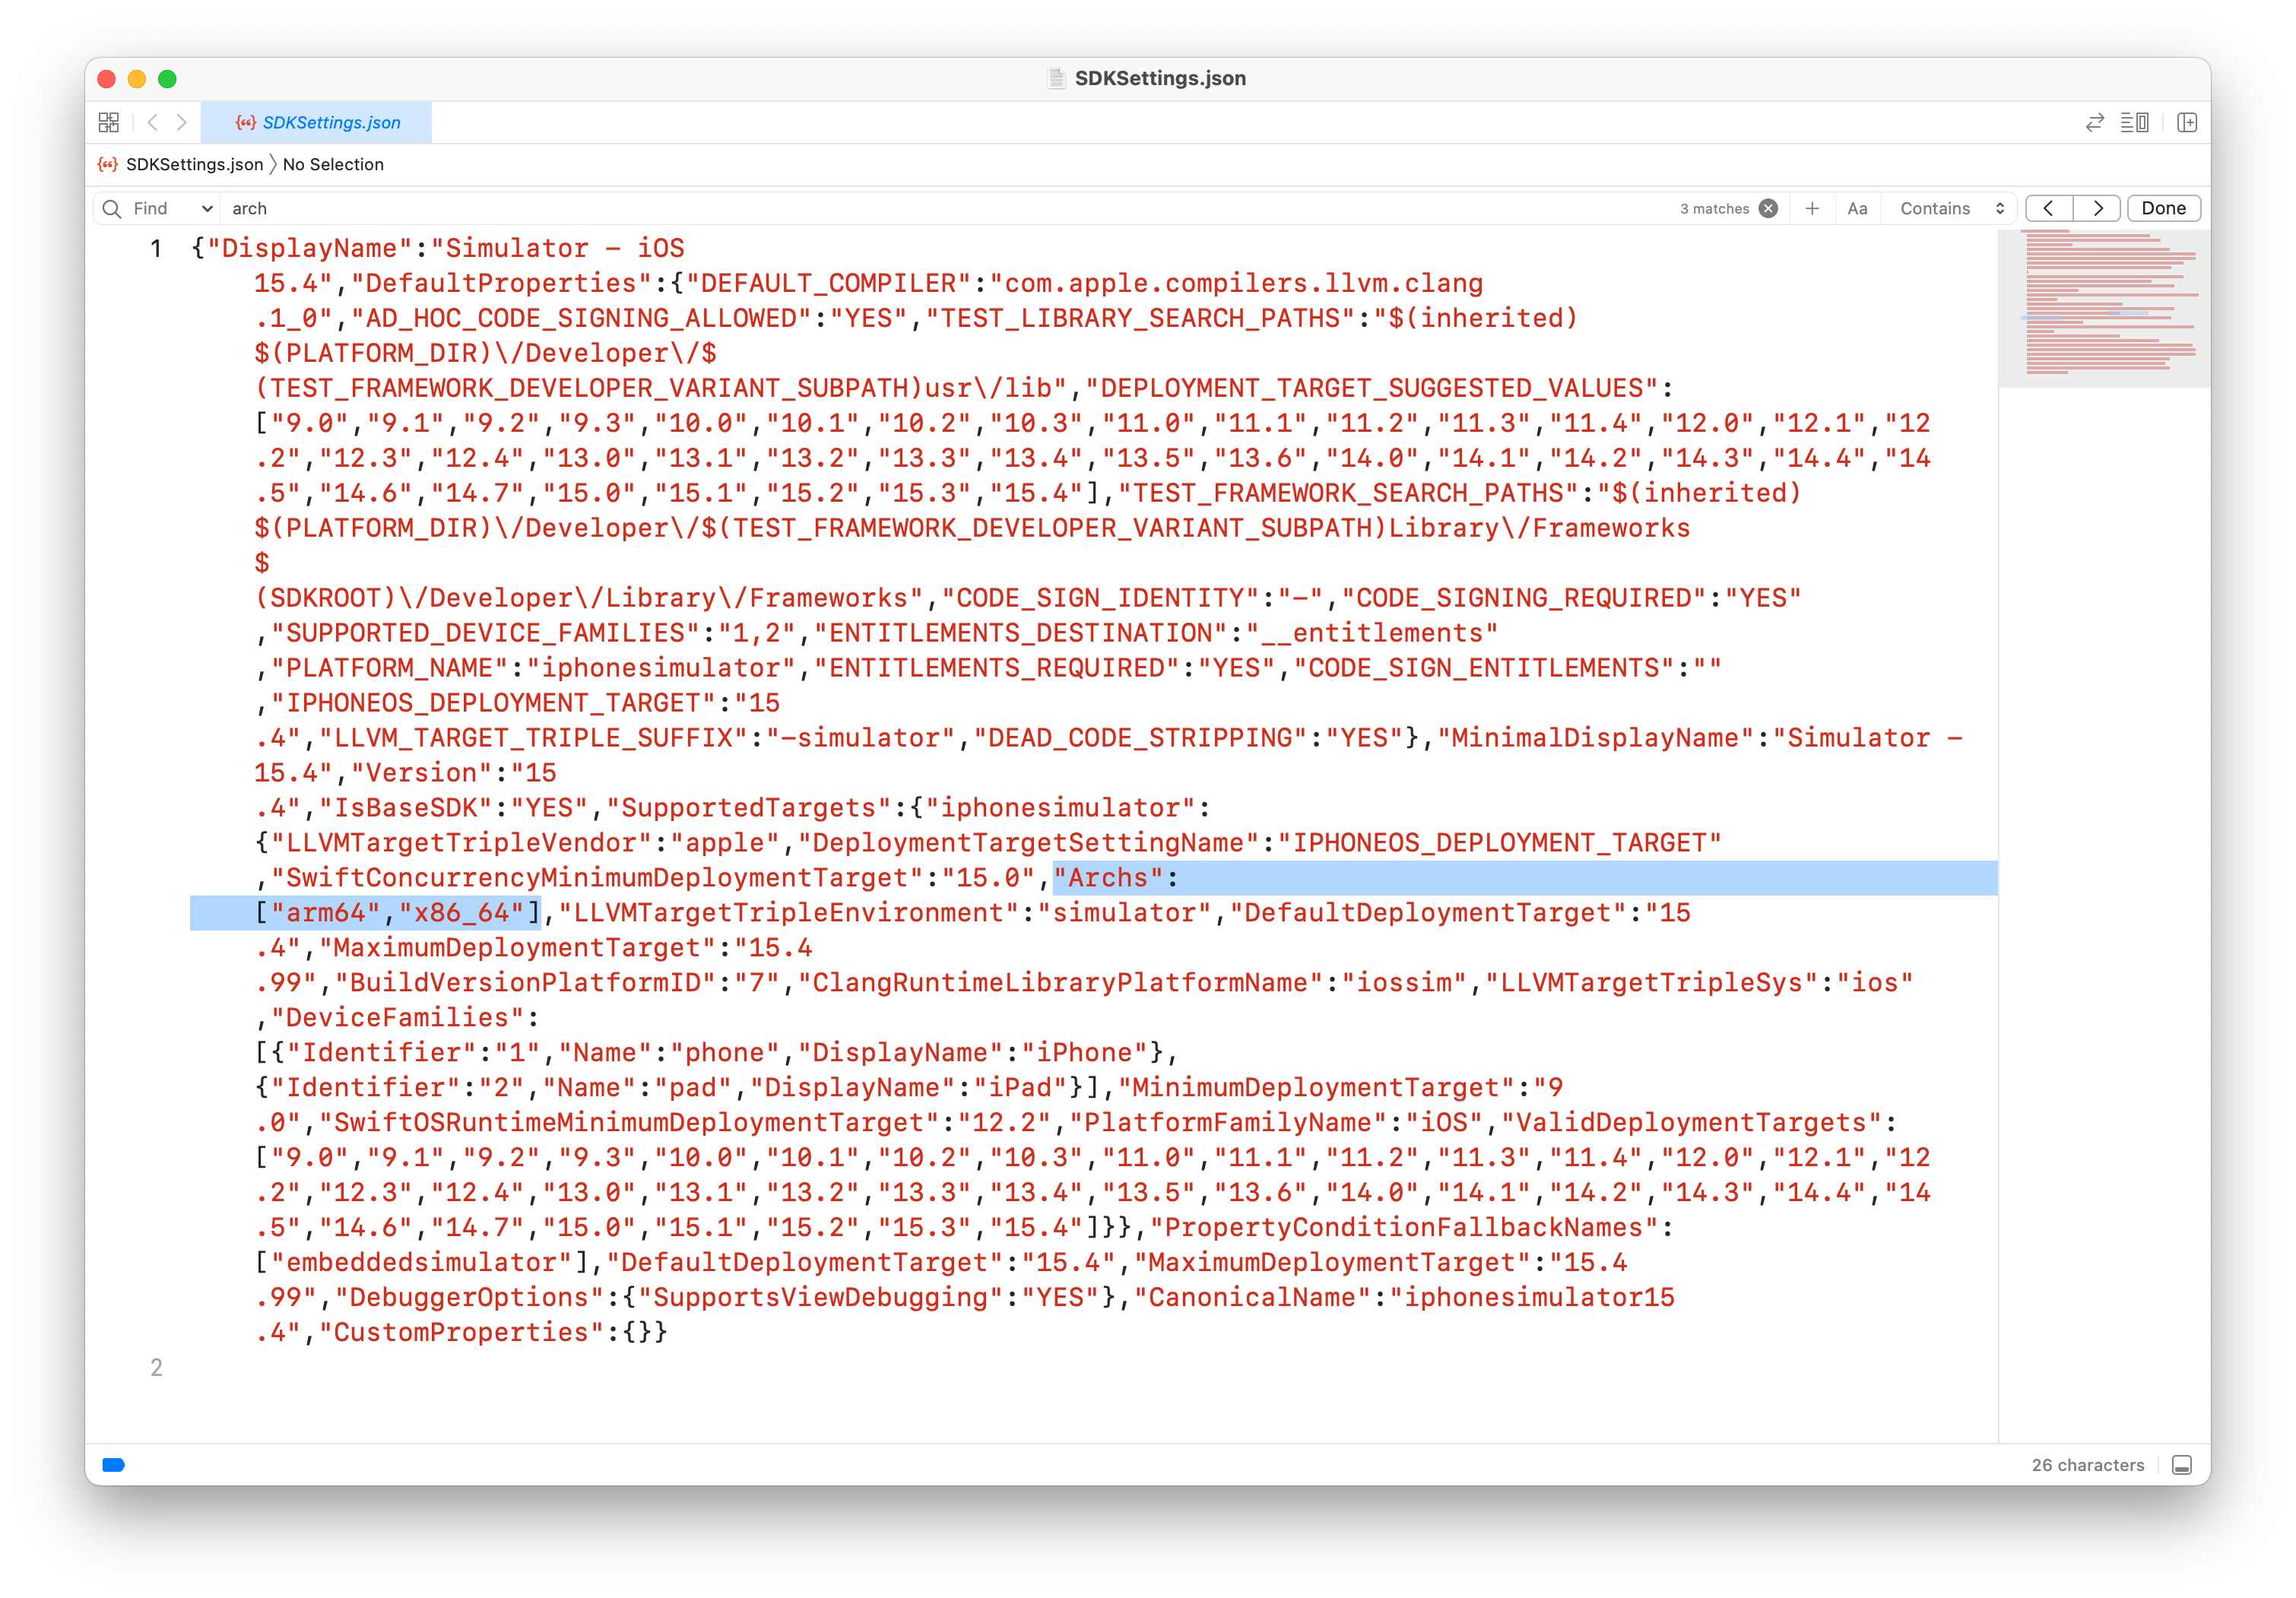 SDKSettings.json
SDKSettings.json
SDKSettings.json 〉 No Selection
Find arch 3 matches Aa Contains Done
1 {"DisplayName":"Simulator - iOS
15.4","DefaultProperties":{"DEFAULT_COMPILER":"com.apple.compilers.llvm.clang
.1_0","AD_HOC_CODE_SIGNING_ALLOWED":"YES","TEST_LIBRARY_SEARCH_PATHS":"$(inherited)
$(PLATFORM_DIR)\/Developer\/$
(TEST_FRAMEWORK_DEVELOPER_VARIANT_SUBPATH)usr\/lib","DEPLOYMENT_TARGET_SUGGESTED_VALUES":
["9.0","9.1","9.2","9.3","10.0","10.1","10.2","10.3","11.0","11.1","11.2","11.3","11.4","12.0","12.1","12
.2","12.3","12.4","13.0","13.1","13.2","13.3","13.4","13.5","13.6","14.0","14.1","14.2","14.3","14.4","14
.5","14.6","14.7","15.0","15.1","15.2","15.3","15.4"],"TEST_FRAMEWORK_SEARCH_PATHS":"$(inherited)
$(PLATFORM_DIR)\/Developer\/$(TEST_FRAMEWORK_DEVELOPER_VARIANT_SUBPATH)Library\/Frameworks
$
(SDKROOT)\/Developer\/Library\/Frameworks","CODE_SIGN_IDENTITY":"-","CODE_SIGNING_REQUIRED":"YES"
,"SUPPORTED_DEVICE_FAMILIES":"1,2","ENTITLEMENTS_DESTINATION":"__entitlements"
,"PLATFORM_NAME":"iphonesimulator","ENTITLEMENTS_REQUIRED":"YES","CODE_SIGN_ENTITLEMENTS":""
,"IPHONEOS_DEPLOYMENT_TARGET":"15
.4","LLVM_TARGET_TRIPLE_SUFFIX":"-simulator","DEAD_CODE_STRIPPING":"YES"},"MinimalDisplayName":"Simulator -
15.4","Version":"15
.4","IsBaseSDK":"YES","SupportedTargets":{"iphonesimulator":
{"LLVMTargetTripleVendor":"apple","DeploymentTargetSettingName":"IPHONEOS_DEPLOYMENT_TARGET"
,"SwiftConcurrencyMinimumDeploymentTarget":"15.0","Archs":
["arm64","x86_64"],"LLVMTargetTripleEnvironment":"simulator","DefaultDeploymentTarget":"15
.4","MaximumDeploymentTarget":"15.4
.99","BuildVersionPlatformID":"7","ClangRuntimeLibraryPlatformName":"iossim","LLVMTargetTripleSys":"ios"
,"DeviceFamilies":
[{"Identifier":"1","Name":"phone","DisplayName":"iPhone"},
{"Identifier":"2","Name":"pad","DisplayName":"iPad"}],"MinimumDeploymentTarget":"9
.0","SwiftOSRuntimeMinimumDeploymentTarget":"12.2","PlatformFamilyName":"iOS","ValidDeploymentTargets":
["9.0","9.1","9.2","9.3","10.0","10.1","10.2","10.3","11.0","11.1","11.2","11.3","11.4","12.0","12.1","12
.2","12.3","12.4","13.0","13.1","13.2","13.3","13.4","13.5","13.6","14.0","14.1","14.2","14.3","14.4","14
.5","14.6","14.7","15.0","15.1","15.2","15.3","15.4"]}},"PropertyConditionFallbackNames":
["embeddedsimulator"],"DefaultDeploymentTarget":"15.4","MaximumDeploymentTarget":"15.4
.99","DebuggerOptions":{"SupportsViewDebugging":"YES"},"CanonicalName":"iphonesimulator15
.4","CustomProperties":{}}
2
26 characters